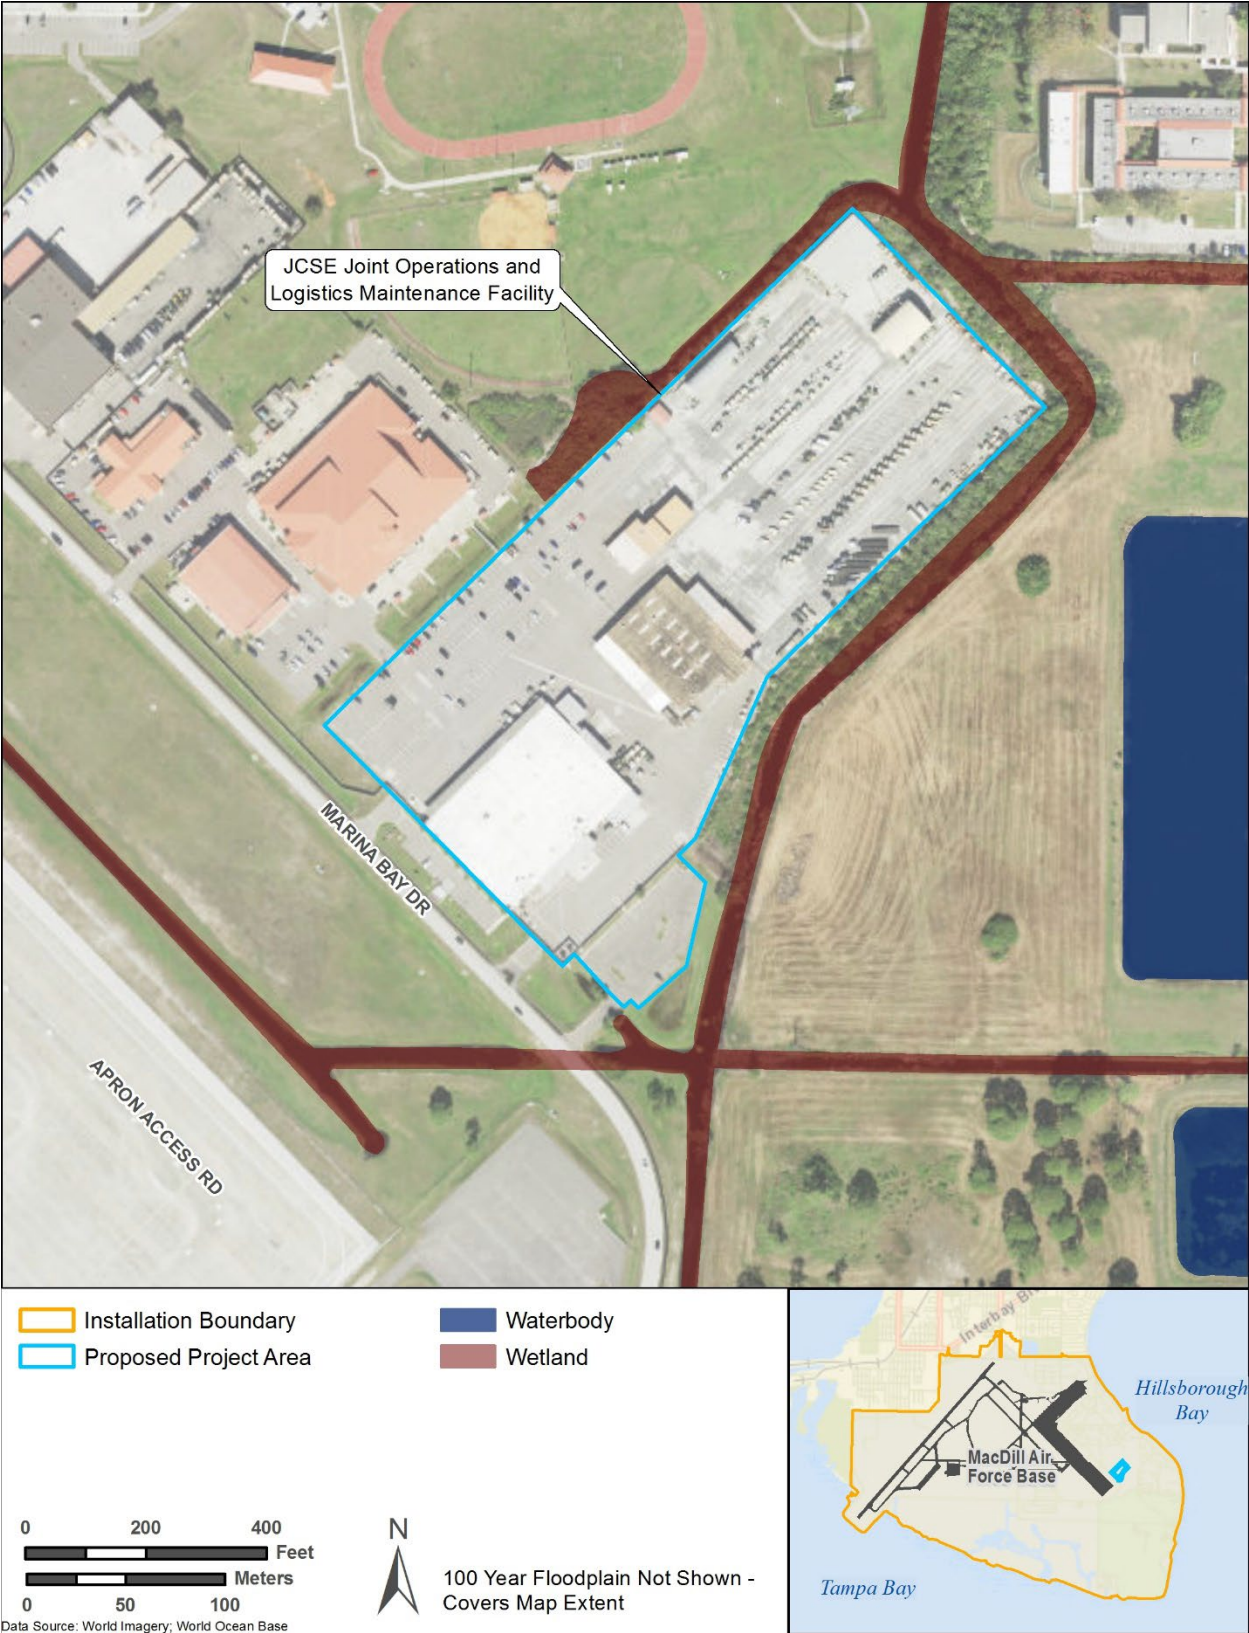 JCSE Joint Operations and
Logistics Maintenance Facility
MARINA BAY DR
APRON ACCESS RD
Installation Boundary
Proposed Project Area
Waterbody
Wetland
0 200 400
Feet
Meters
0 50 100
N
100 Year Floodplain Not Shown -
Covers Map Extent
Data Source: World Imagery; World Ocean Base
Interbay
Hillsborough
Bay
MacDill Air
Force Base
Tampa Bay